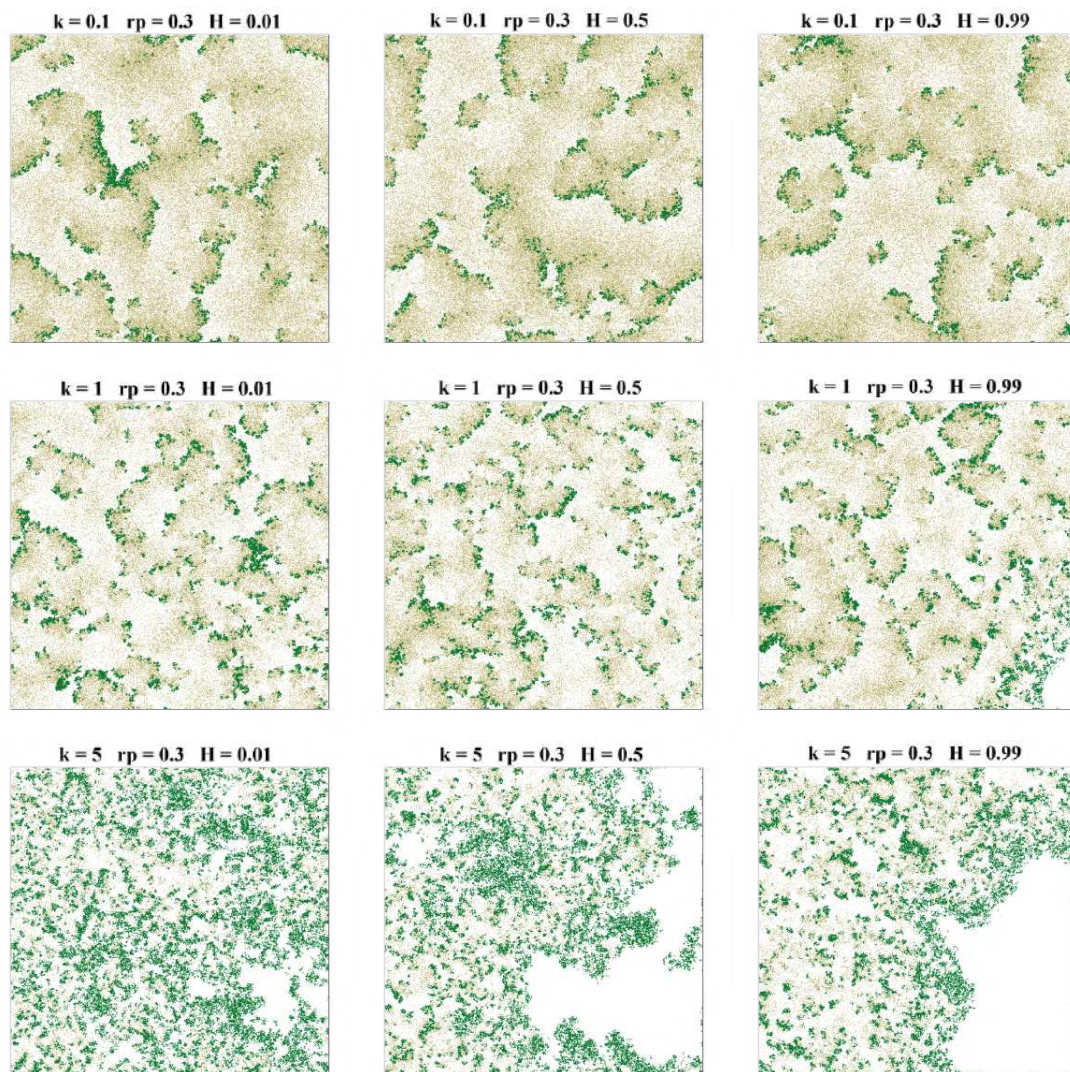 k = 0.1 rp = 0.3 H = 0.01
k = 0.1 rp = 0.3 H = 0.5
k = 0.1 rp = 0.3 H = 0.99
k = 1 rp = 0.3 H = 0.01
k = 1 rp = 0.3 H = 0.5
k = 1 rp = 0.3 H = 0.99
k = 5 rp = 0.3 H = 0.01
k = 5 rp = 0.3 H = 0.5
k = 5 rp = 0.3 H = 0.99